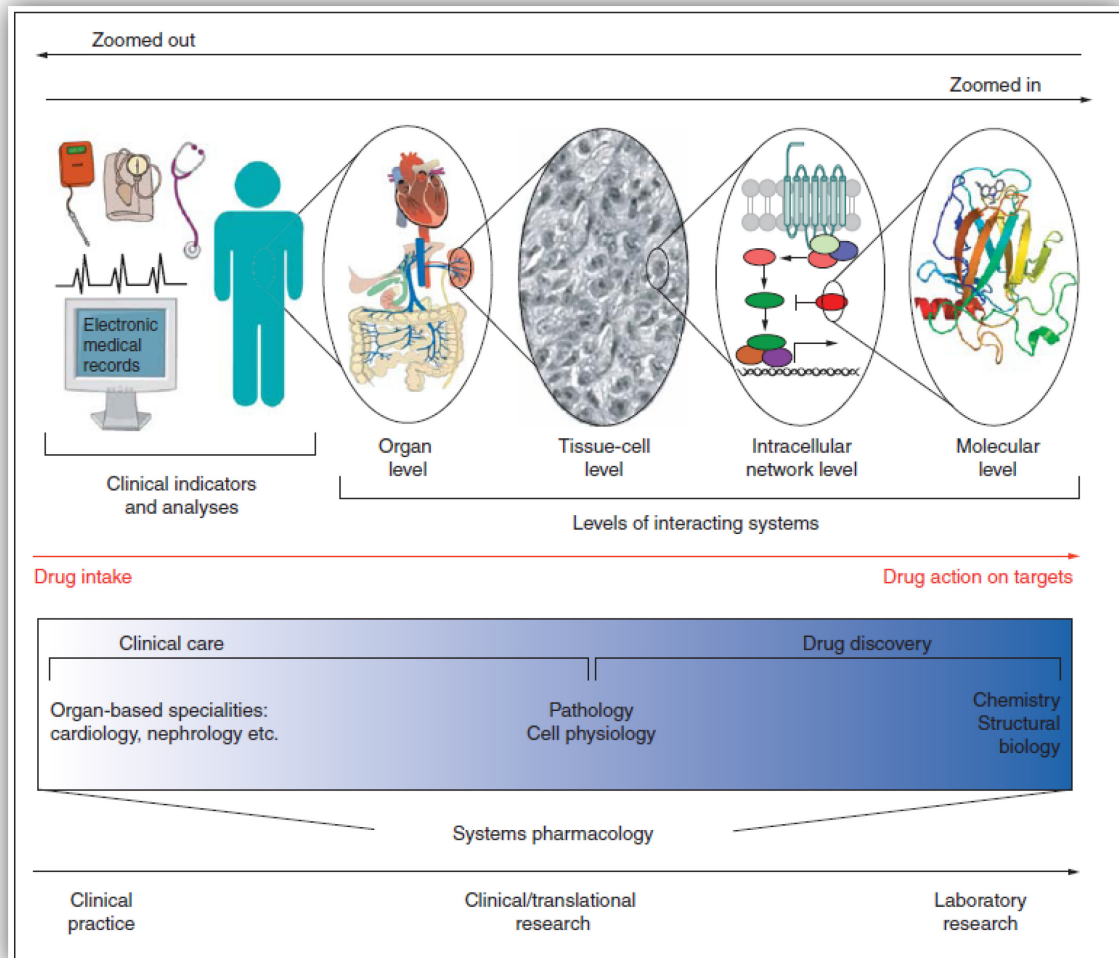 Zoomed out
Zoomed in
Electronic
medical
records
Organ
level
Tissue-cell
level
Intracellular
network level
Molecular
level
Clinical indicators
and analyses
Levels of interacting systems
Drug intake
Drug action on targets
Clinical care
Drug discovery
Organ-based specialities:
cardiology, nephrology etc.
Pathology
Cell physiology
Chemistry
Structural
biology
Systems pharmacology
Clinical
practice
Clinical/translational
research
Laboratory
research